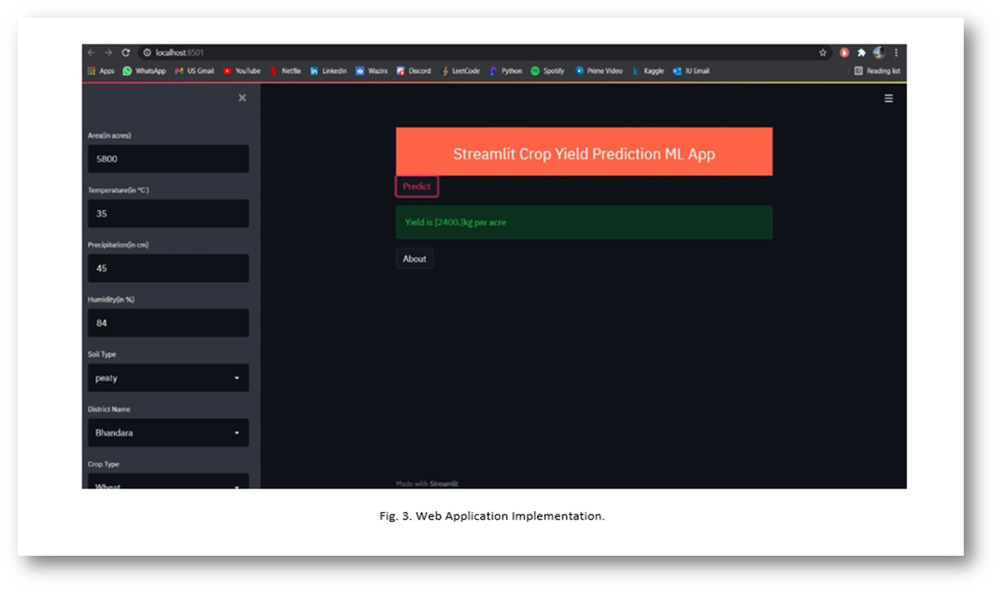 localhost:8501
Apps WhatsApp US Gmail YouTube Netflix LinkedIn Wazirx Discord LeetCode Python Spotify Prime Video Kaggle IU Email Reading list
Area(in acres)
5800
Temperature(in °C)
35
Precipitation(in cm)
45
Humidity(in %)
84
Soil Type
peaty
District Name
Bhandara
Crop Type
Wheat
Streamlit Crop Yield Prediction ML App
Predict
Yield is [2400.]kg per acre
About
Made with Streamlit
Fig. 3. Web Application Implementation.